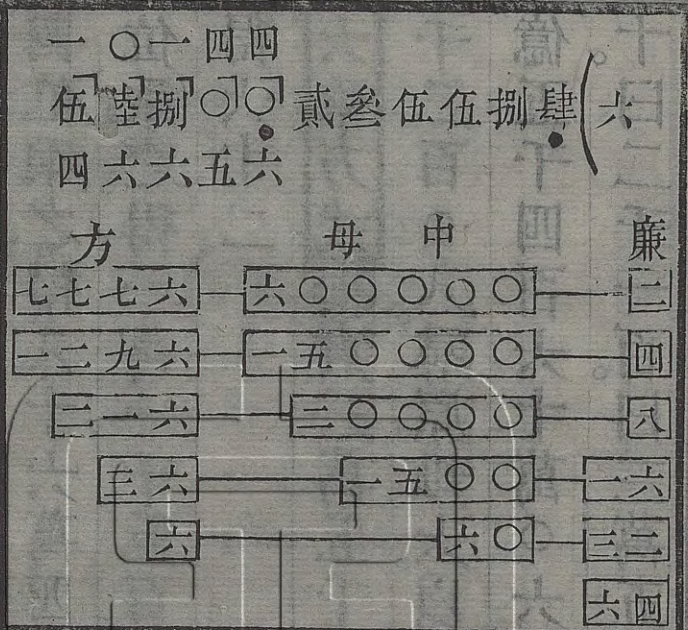 一〇一四四
伍陸捌〇〇貳叄伍伍捌肆六
四六六五六
方 母 中 廉
七七七六 六〇〇〇〇〇 二
一二九六 一五〇〇〇〇 四
二一六 二〇〇〇〇 八
三六 一五〇〇 一六
六 六〇 三二
六四